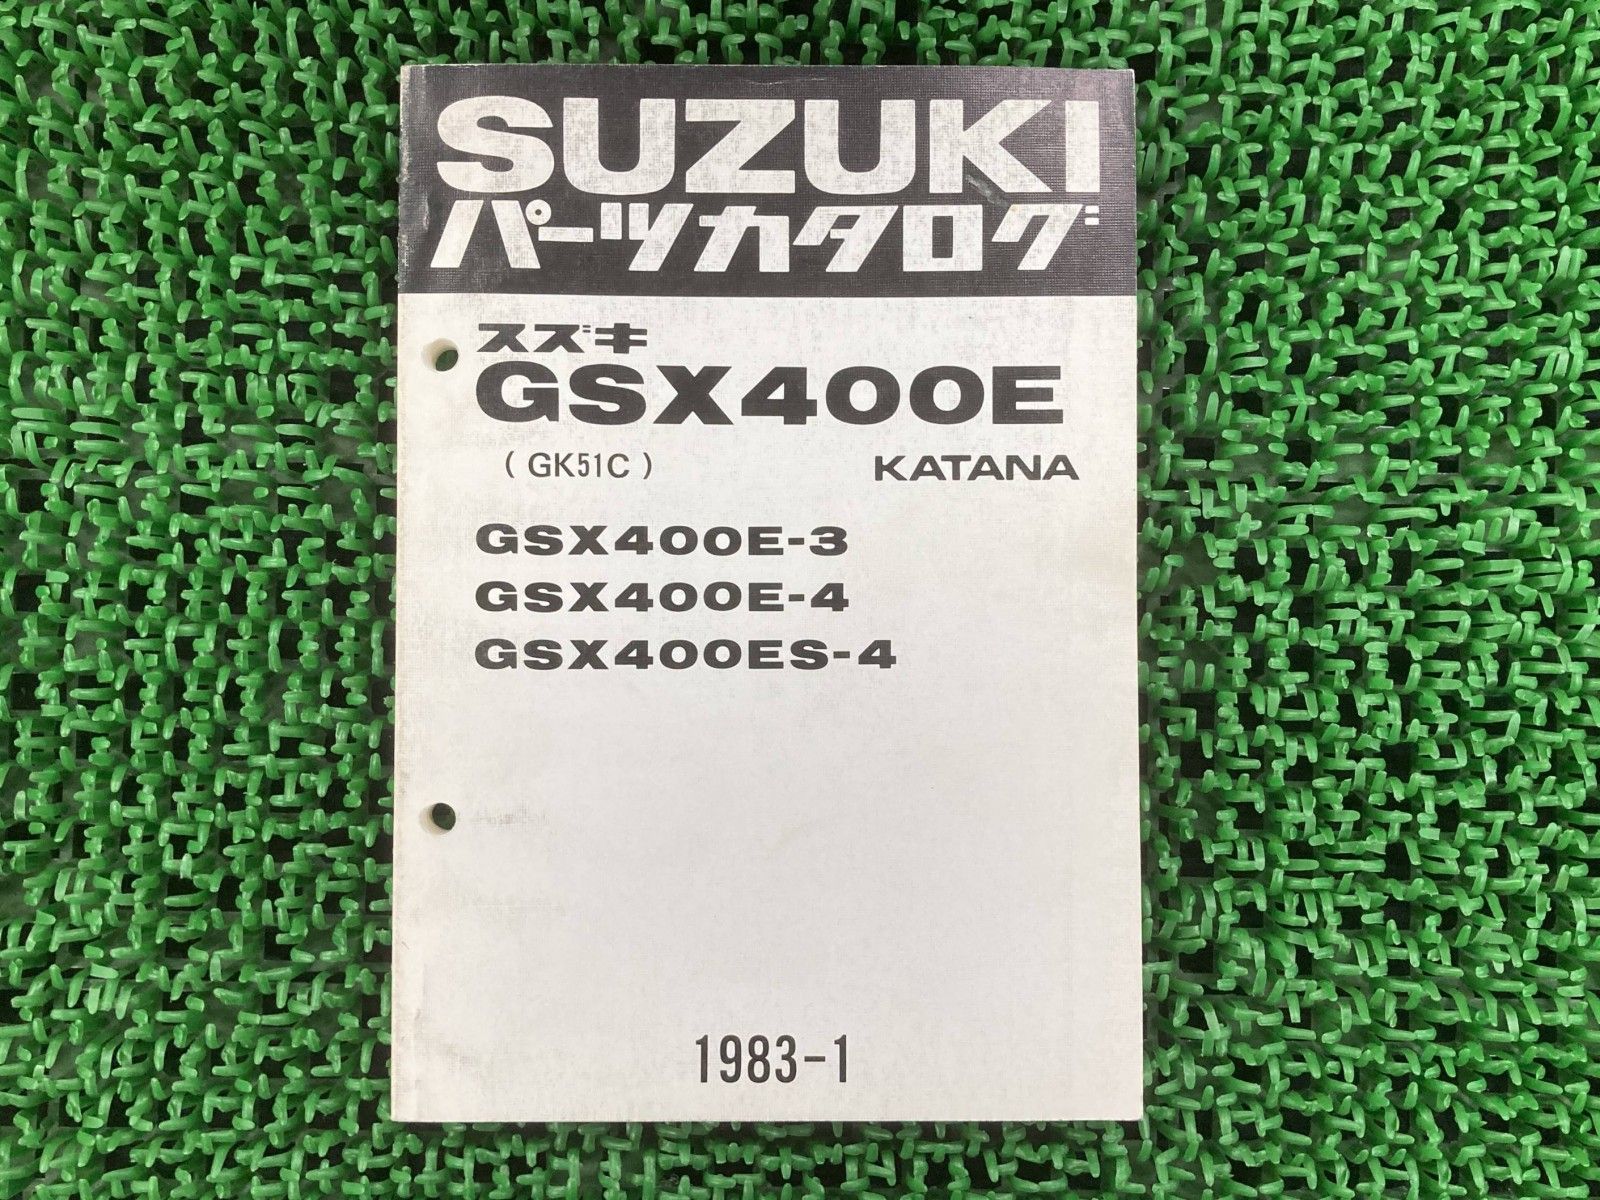 SUZUKI
パーツカタログ
スズキ
GSX400E
(GK51C) KATANA
GSX400E-3
GSX400E-4
GSX400ES-4
1983-1